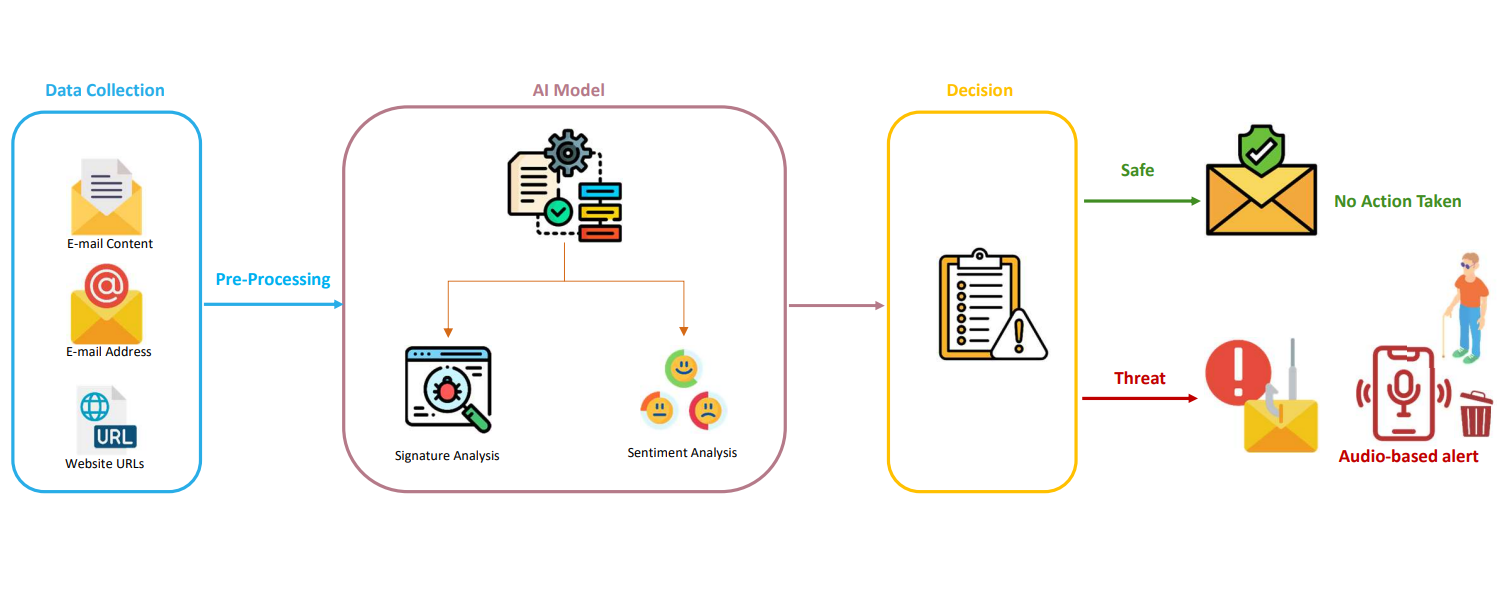 Data Collection
E-mail Content
E-mail Address
URL
Website URLs
Pre-Processing
AI Model
Signature Analysis
Sentiment Analysis
Decision
Safe
No Action Taken
Threat
Audio-based alert